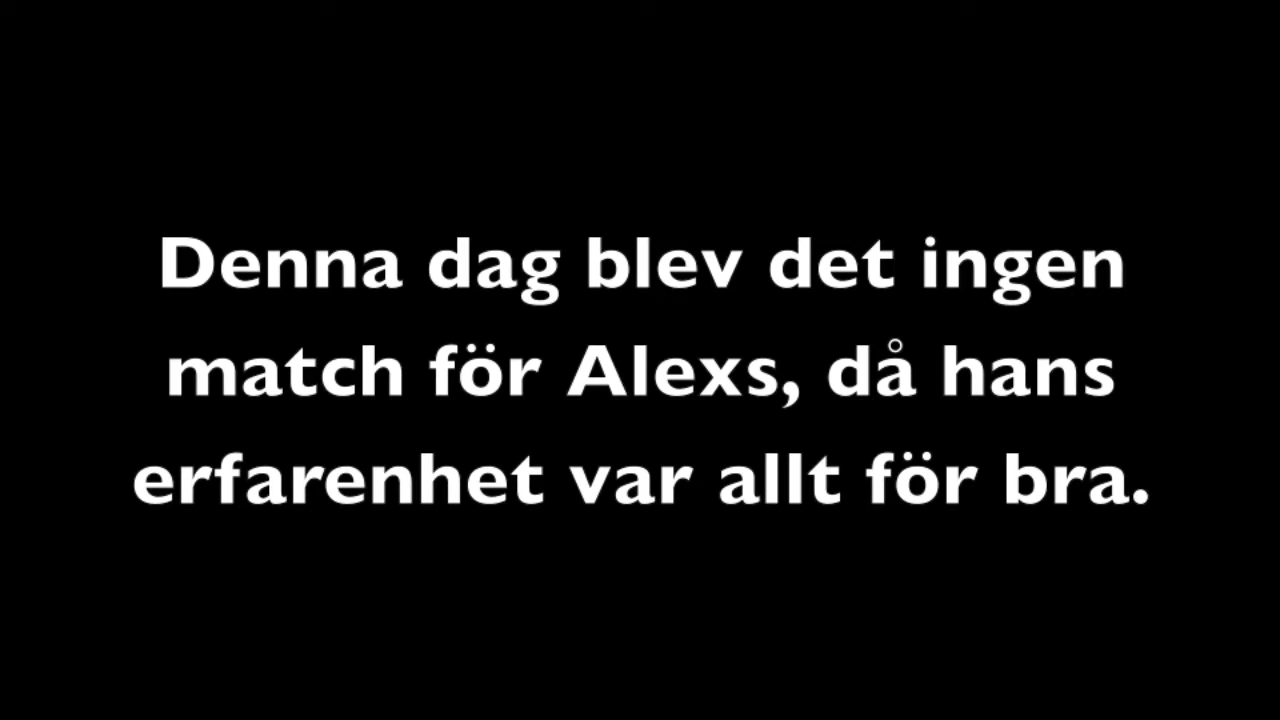 Denna dag blev det ingen
match för Alexs, då hans
erfarenhet var allt för bra.